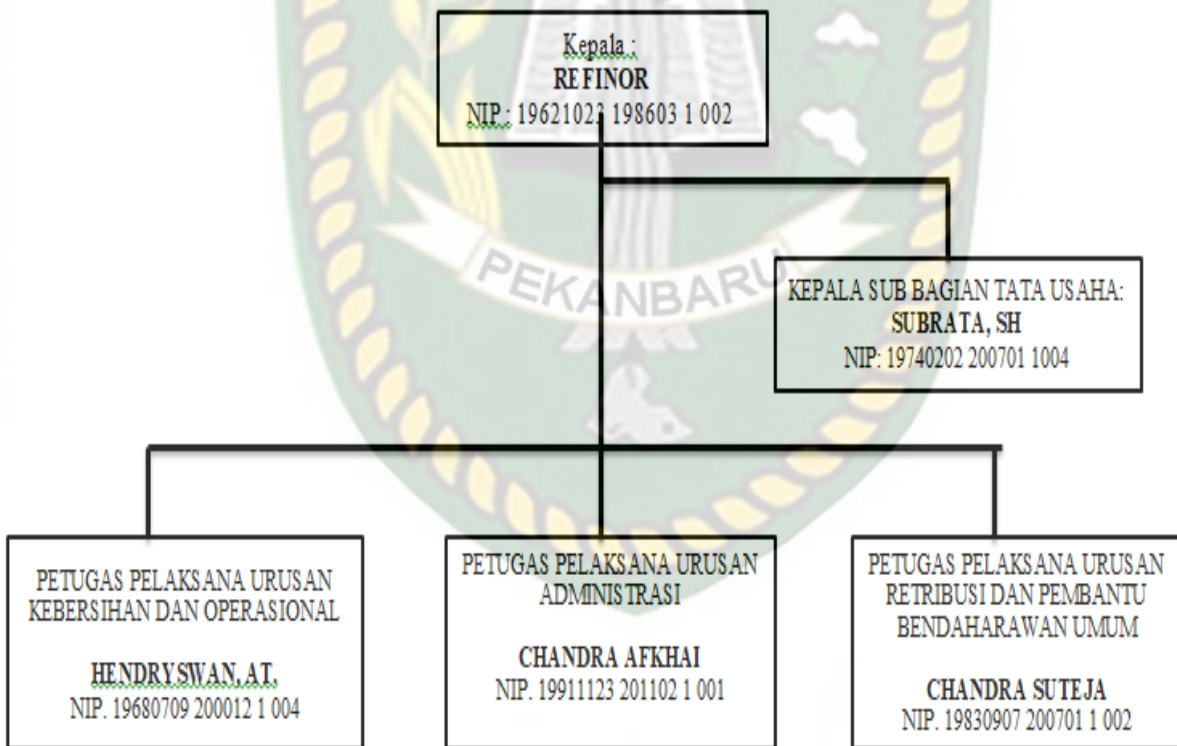 Kepala :
REFINOR
NIP : 19621023 198603 1 002
PEKANBARU
KEPALA SUB BAGIAN TATA USAHA:
SUBRATA, SH
NIP: 19740202 200701 1004
PETUGAS PELAKSANA URUSAN
KEBERSIHAN DAN OPERASIONAL
HENDRYSWAN, AT.
NIP. 19680709 200012 1 004
PETUGAS PELAKSANA URUSAN
ADMINISTRASI
CHANDRA AFKHAI
NIP. 19911123 201102 1 001
PETUGAS PELAKSANA URUSAN
RETRIBUSI DAN PEMBANTU
BENDAHARAWAN UMUM
CHANDRA SUTEJA
NIP. 19830907 200701 1 002